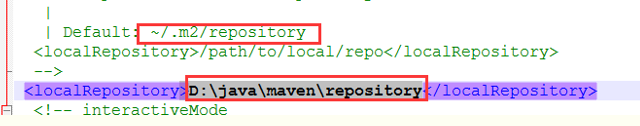 |
| Default: ~/.m2/repository
<localRepository>/path/to/local/repo</localRepository>
-->
<localRepository>D:\java\maven\repository</localRepository>
<!-- interactiveMode